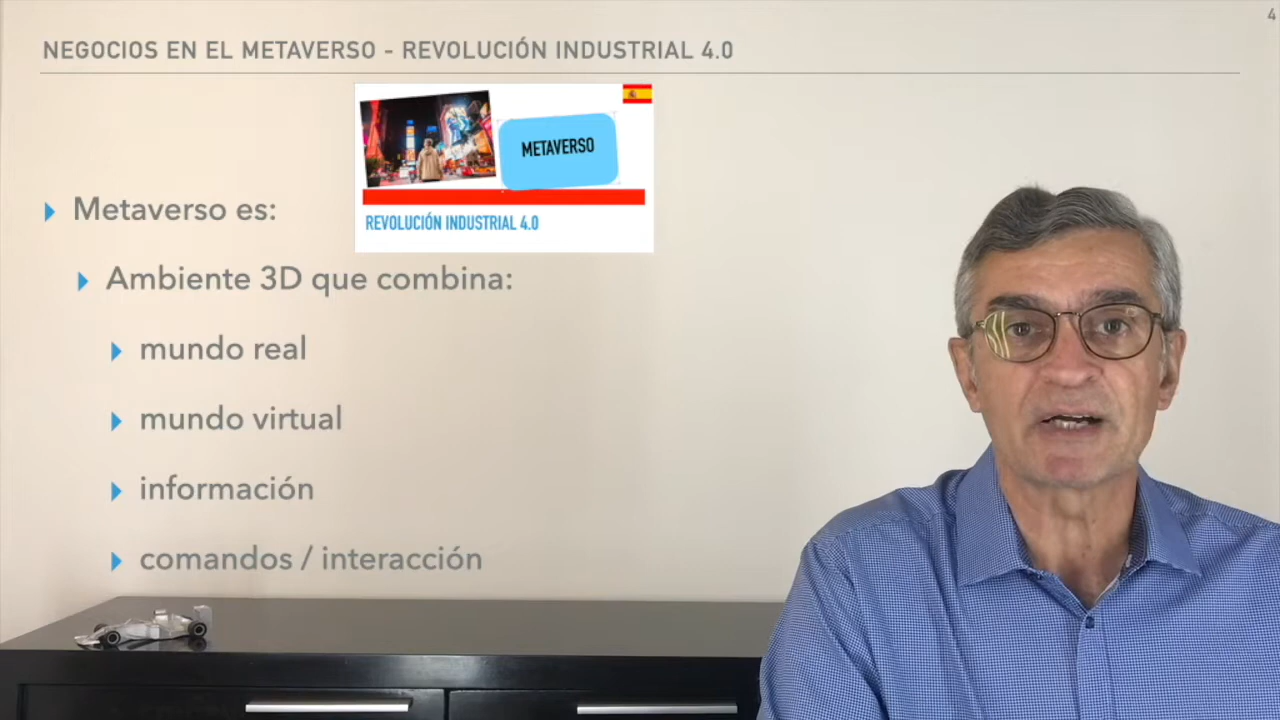 4
NEGOCIOS EN EL METAVERSO - REVOLUCIÓN INDUSTRIAL 4.0
METAVERSO
REVOLUCIÓN INDUSTRIAL 4.0
Metaverso es:
Ambiente 3D que combina:
mundo real
mundo virtual
información
comandos / interacción